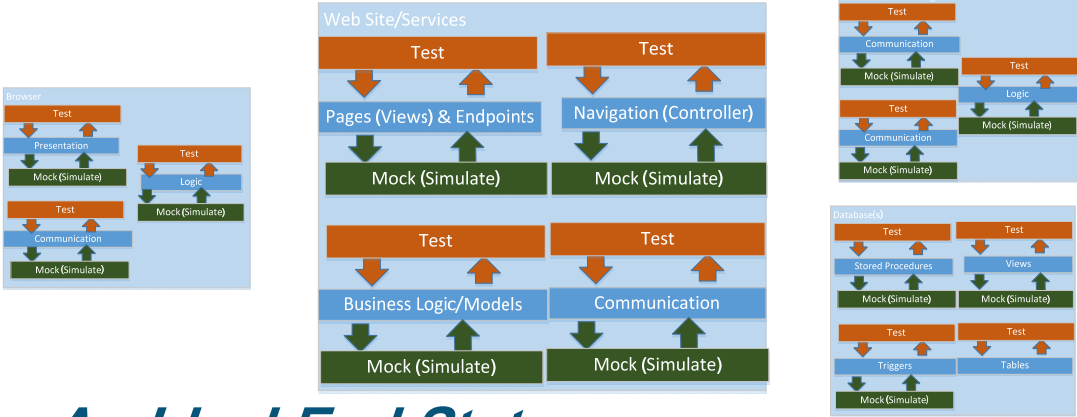 Browser
Test
Presentation
Mock (Simulate)
Test
Logic
Mock (Simulate)
Test
Communication
Mock (Simulate)
Web Site/Services
Test
Pages (Views) & Endpoints
Mock (Simulate)
Test
Navigation (Controller)
Mock (Simulate)
Test
Business Logic/Models
Mock (Simulate)
Test
Communication
Mock (Simulate)
Test
Communication
Mock (Simulate)
Test
Logic
Mock (Simulate)
Test
Communication
Mock (Simulate)
Database(s)
Test
Stored Procedures
Mock (Simulate)
Test
Views
Mock (Simulate)
Test
Triggers
Mock (Simulate)
Test
Tables